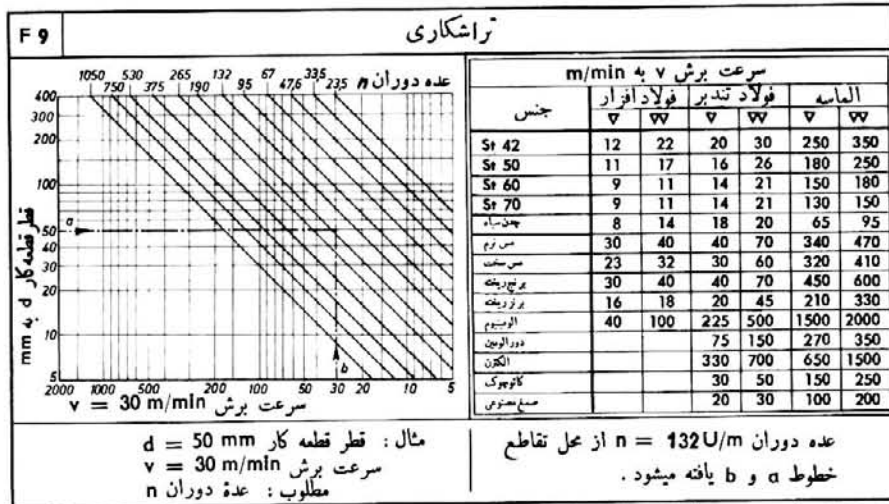 F 9
تراشکاری
عده دوران n
1050 750 530 375 265 190 132 95 67 47,6 33,5 23,5
400
300
200
100
50
40
30
20
10
5
a
b
قطر قطعه کار d به mm
2000 1000 500 200 100 50 30 20 10 5
سرعت برش v = 30 m/min
سرعت برش v به m/min
جنس فولاد افزار فولاد تندبر الماسه
▽ ▽▽ ▽ ▽▽ ▽ ▽▽
St 42 12 22 20 30 250 350
St 50 11 17 16 26 180 250
St 60 9 11 14 21 150 180
St 70 9 11 14 21 130 150
چدن سیاه 8 14 18 20 65 95
مس نرم 30 40 40 70 340 470
مس سخت 23 32 30 60 320 410
برنج ریخته 30 40 40 70 450 600
برنز ریخته 16 18 20 45 210 330
الومینیوم 40 100 225 500 1500 2000
دورالومین 75 150 270 350
الکترن 330 700 650 1500
کائوچوک 30 50 150 250
صمغ مصنوعی 20 30 100 200
مثال : قطر قطعه کار d = 50 mm
سرعت برش v = 30 m/min
مطلوب : عدهٔ دوران n
عده دوران n = 132 U/m از محل تقاطع
خطوط a و b یافته میشود .